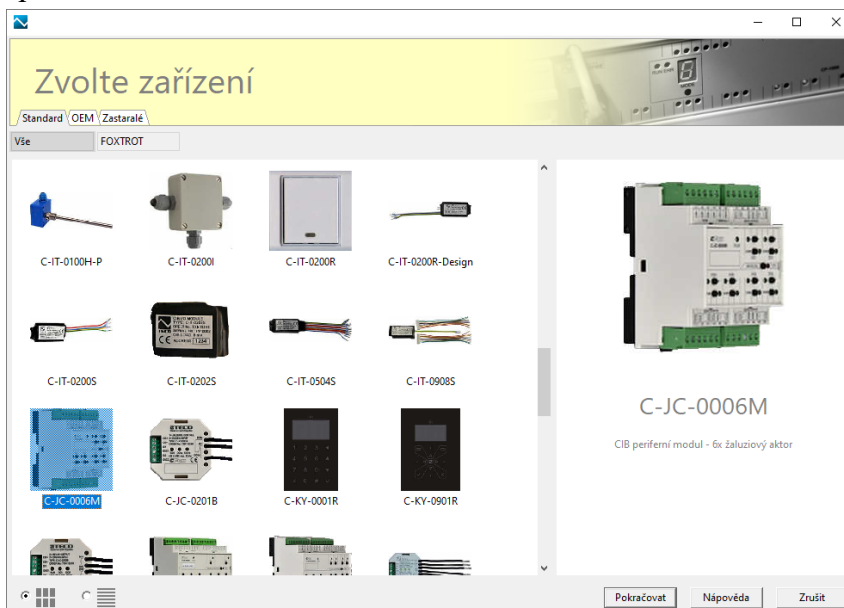 Zvolte zařízení
Standard OEM Zastaralé
Vše FOXTROT
C-IT-0100H-P C-IT-0200I C-IT-0200R C-IT-0200R-Design
C-IT-0200S C-IT-0202S C-IT-0504S C-IT-0908S
C-JC-0006M C-JC-0201B C-KY-0001R C-KY-0901R
C-JC-0006M
CIB periferní modul - 6x žaluziový aktor
Pokračovat Nápověda Zrušit